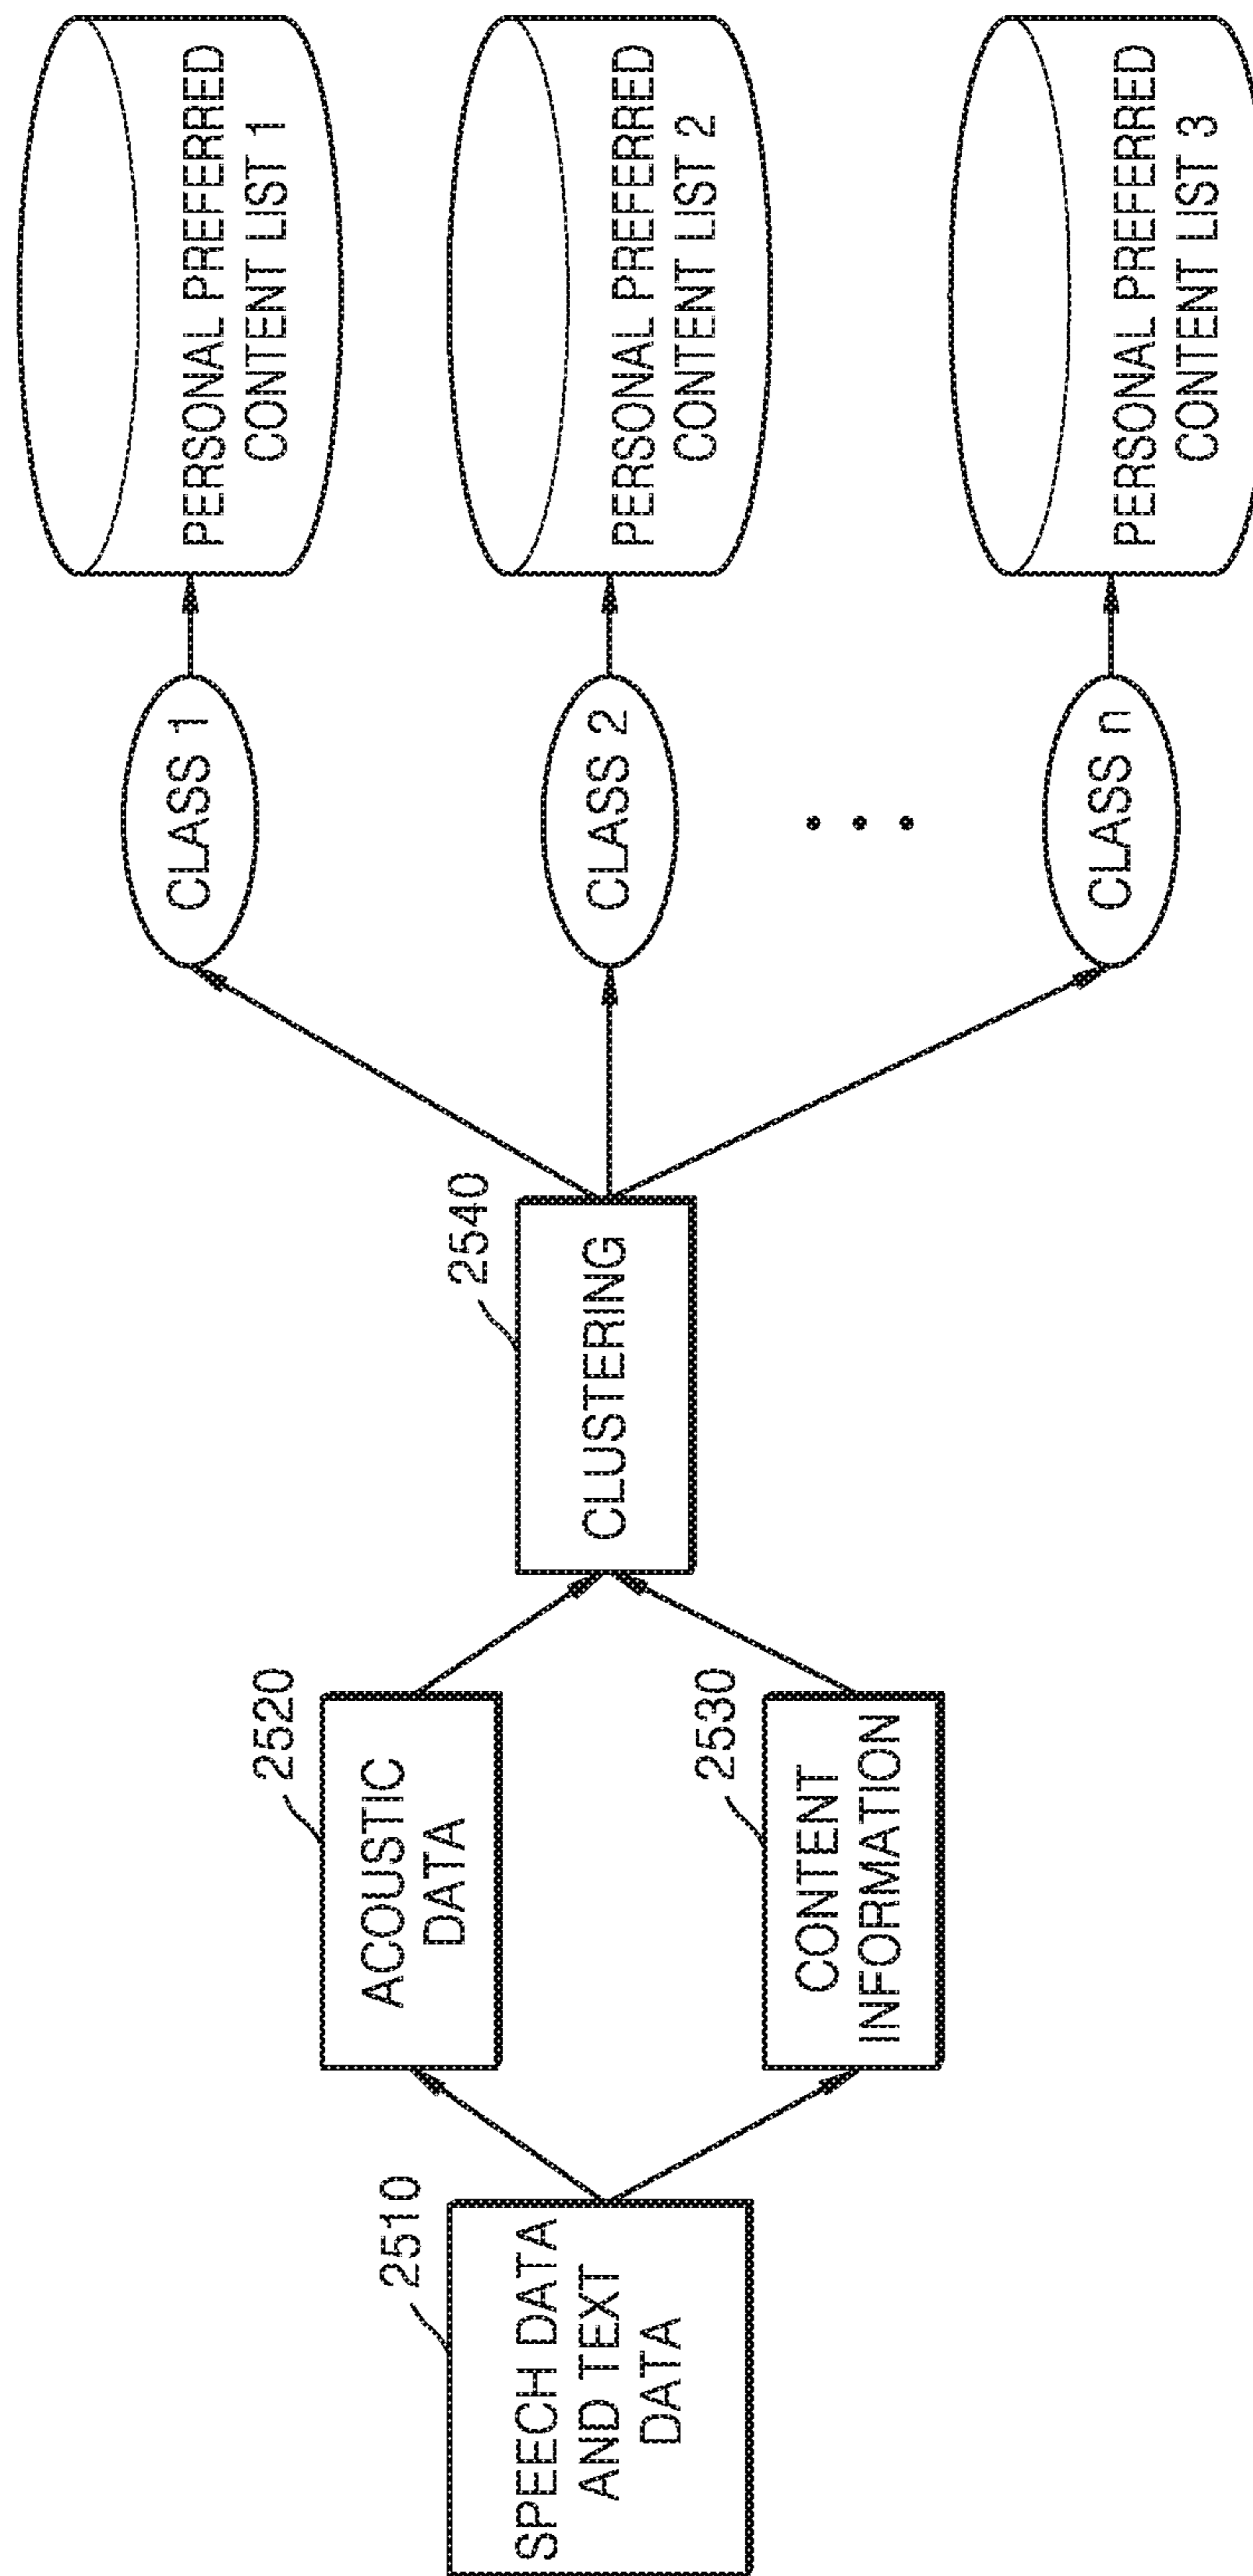 2510
SPEECH DATA
AND TEXT
DATA
2520
ACOUSTIC
DATA
2530
CONTENT
INFORMATION
2540
CLUSTERING
CLASS 1
PERSONAL PREFERRED
CONTENT LIST 1
CLASS 2
PERSONAL PREFERRED
CONTENT LIST 2
• • •
CLASS n
PERSONAL PREFERRED
CONTENT LIST 3